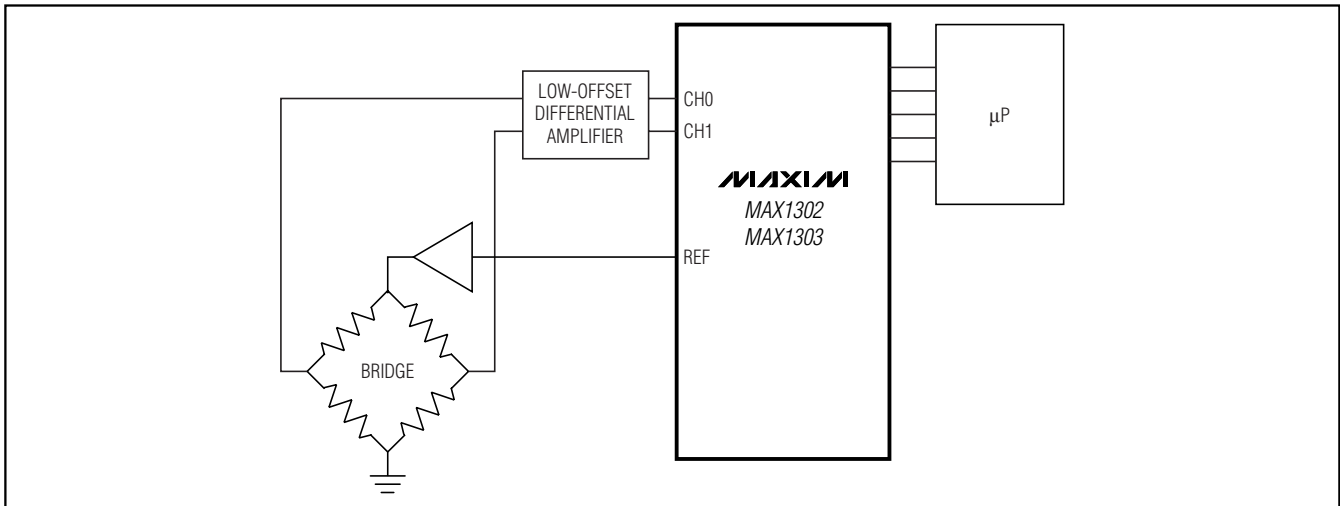 LOW-OFFSET
DIFFERENTIAL
AMPLIFIER
CH0
CH1
μP
MAXIM
MAX1302
MAX1303
REF
BRIDGE